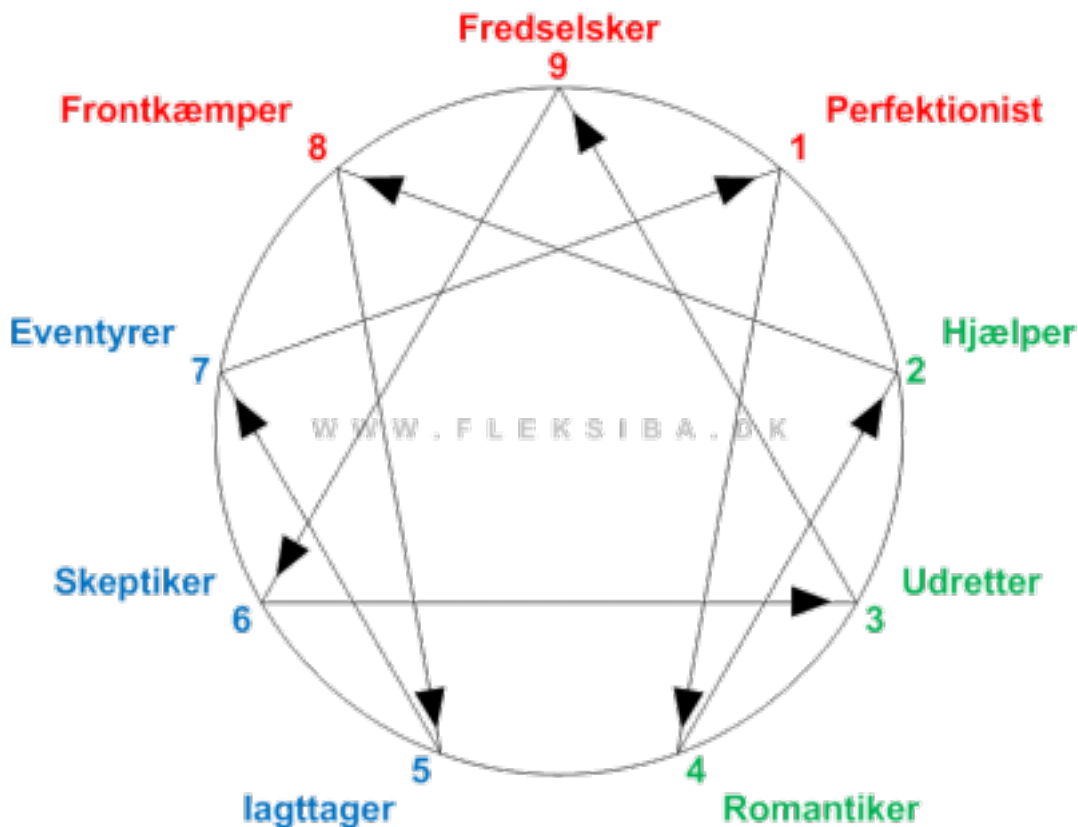 Fredselsker
9
Frontkæmper
8
Perfektionist
1
Eventyrer
7
Hjælper
2
WWW.FLEKSIBA.DK
Skeptiker
6
Udretter
3
5
Iagttager
4
Romantiker